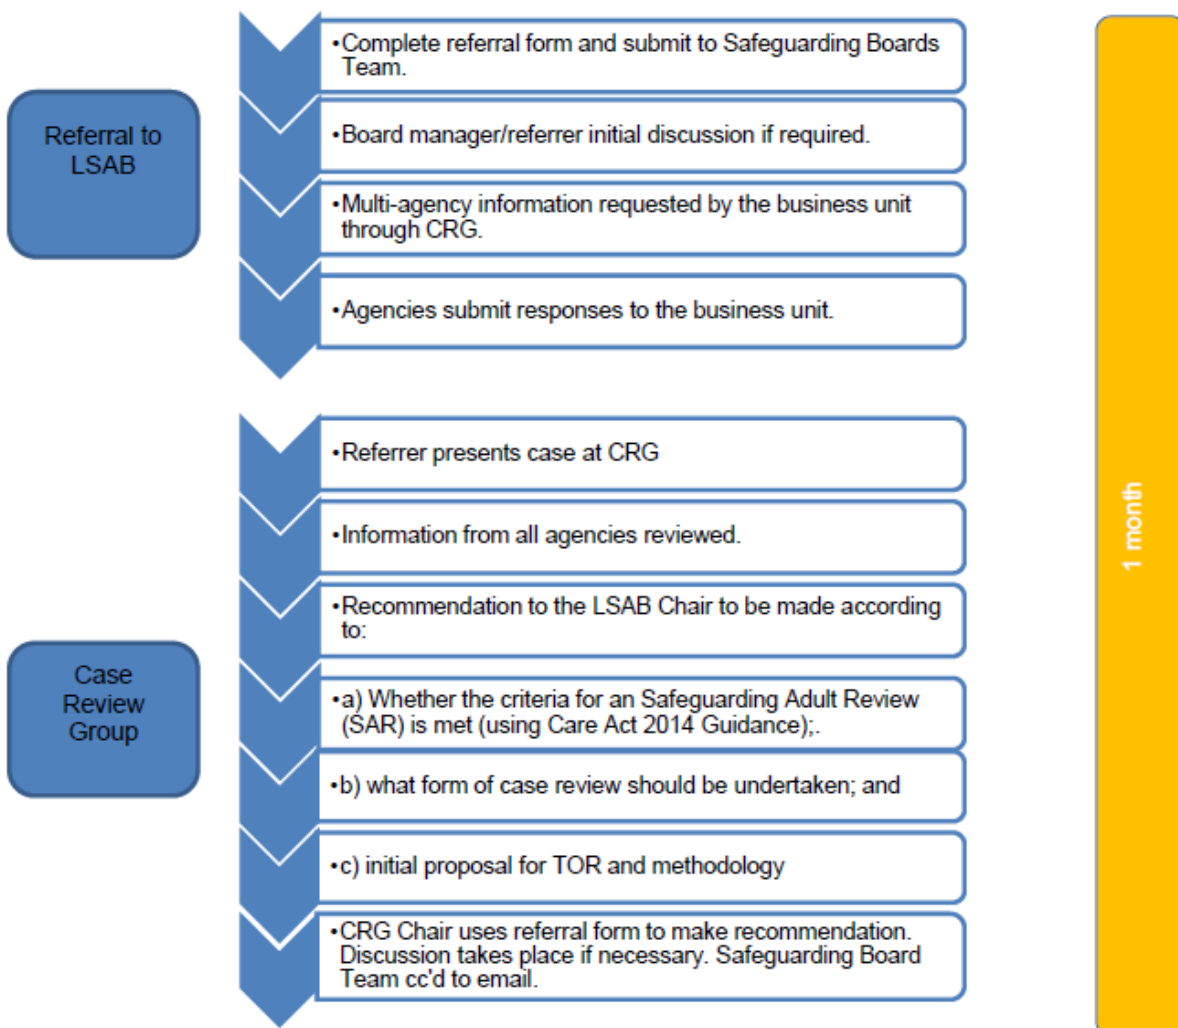 •Complete referral form and submit to Safeguarding Boards
Team.
Referral to
LSAB
•Board manager/referrer initial discussion if required.
•Multi-agency information requested by the business unit
through CRG.
•Agencies submit responses to the business unit.
•Referrer presents case at CRG
•Information from all agencies reviewed.
•Recommendation to the LSAB Chair to be made according
to:
Case
Review
Group
•a) Whether the criteria for an Safeguarding Adult Review
(SAR) is met (using Care Act 2014 Guidance);.
•b) what form of case review should be undertaken; and
•c) initial proposal for TOR and methodology
•CRG Chair uses referral form to make recommendation.
Discussion takes place if necessary. Safeguarding Board
Team cc'd to email.
1 month